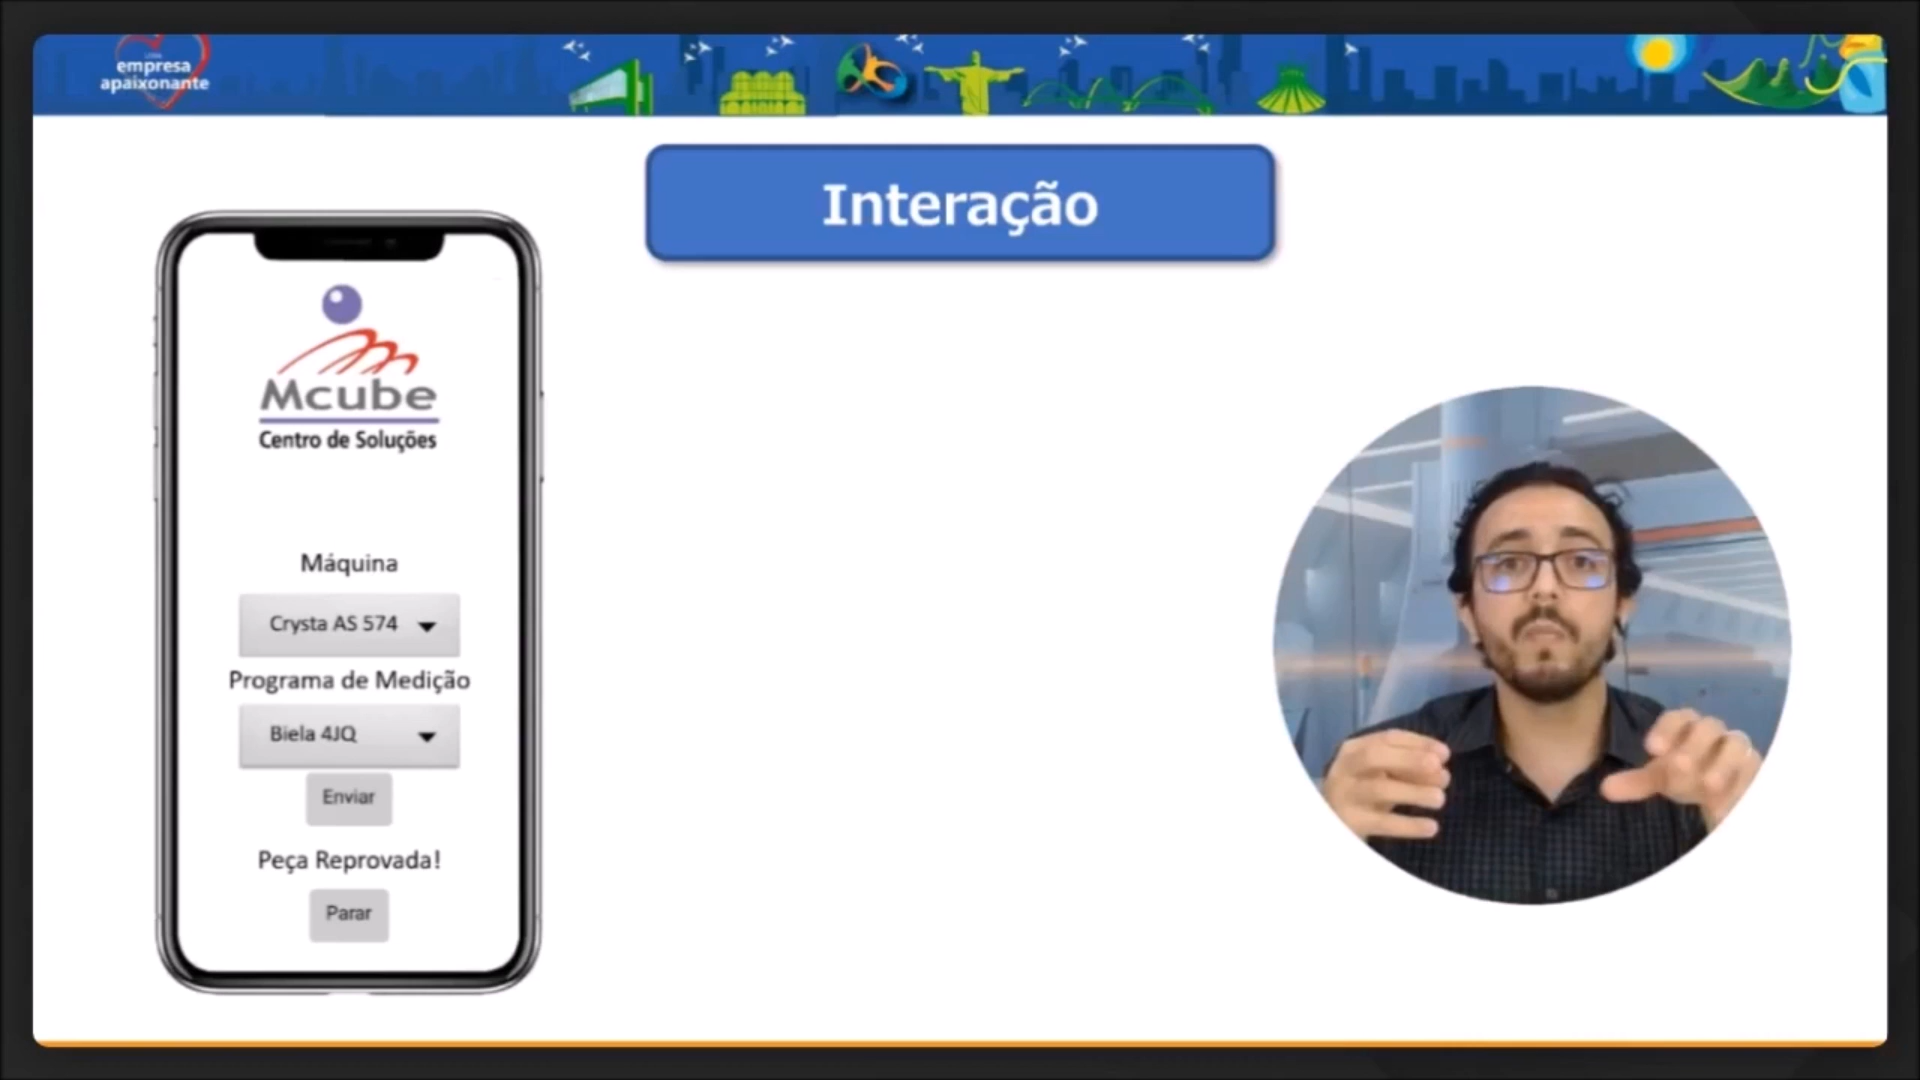 empresa
apaixonante
Interação
Mcube
Centro de Soluções
Máquina
Crysta AS 574
Programa de Medição
Biela 4JQ
Enviar
Peça Reprovada!
Parar